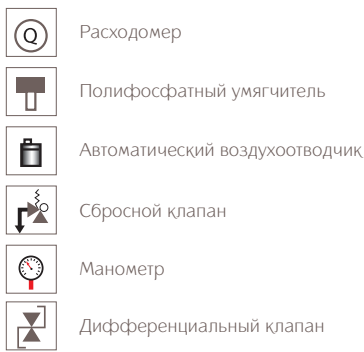 Q Расходомер
Полифосфатный умягчитель
Автоматический воздухоотводчик
Сбросной клапан
Манометр
Дифференциальный клапан